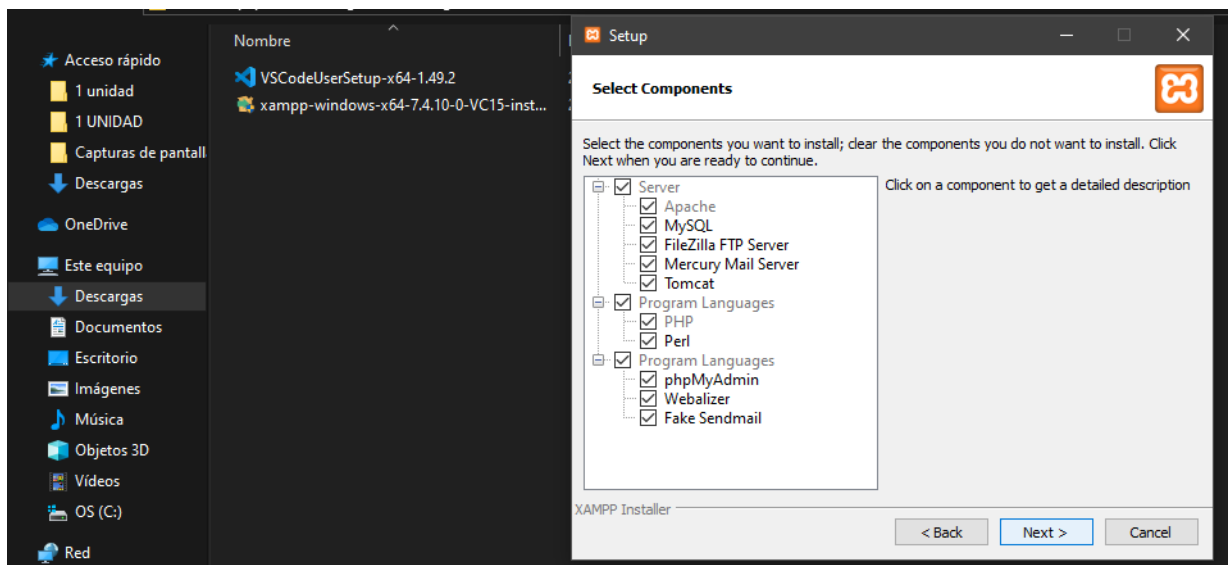 Nombre
Acceso rápido
1 unidad
1 UNIDAD
Capturas de pantall
Descargas
OneDrive
Este equipo
Descargas
Documentos
Escritorio
Imágenes
Música
Objetos 3D
Vídeos
OS (C:)
Red
VSCodeUserSetup-x64-1.49.2
xampp-windows-x64-7.4.10-0-VC15-inst...
Setup
Select Components
Select the components you want to install; clear the components you do not want to install. Click
Next when you are ready to continue.
Server
Apache
MySQL
FileZilla FTP Server
Mercury Mail Server
Tomcat
Program Languages
PHP
Perl
Program Languages
phpMyAdmin
Webalizer
Fake Sendmail
Click on a component to get a detailed description
XAMPP Installer
< Back
Next >
Cancel